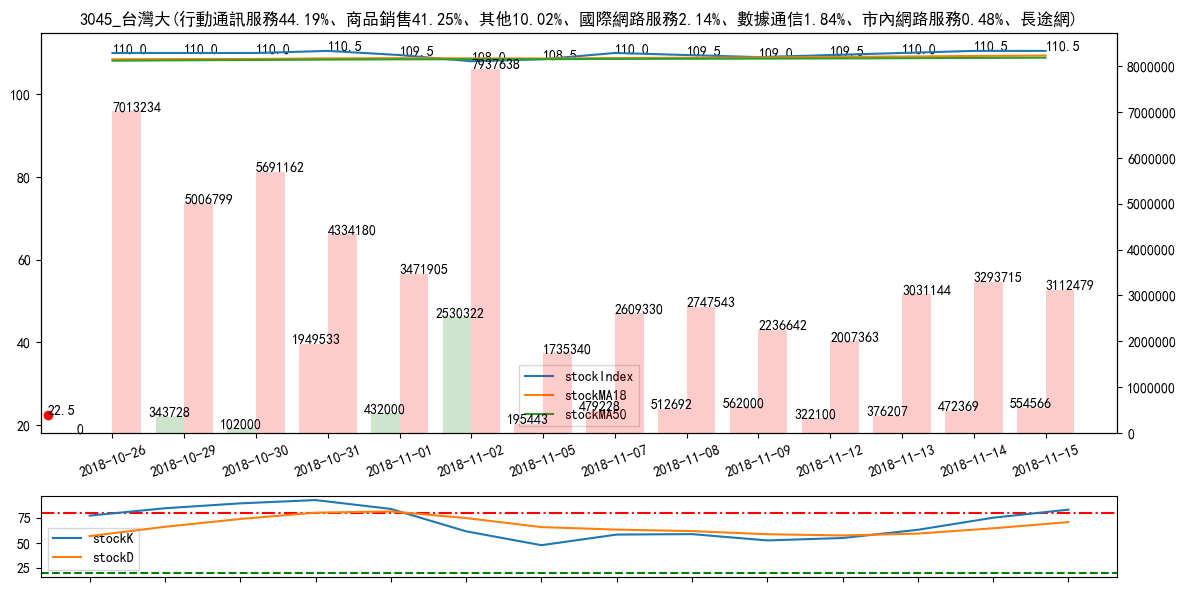 3045_台灣大(行動通訊服務44.19%、商品銷售41.25%、其他10.02%、國際網路服務2.14%、數據通信1.84%、市內網路服務0.48%、長途網)
110.0 110.0 110.0 110.5 109.5 108.0 108.5 110.0 109.5 109.0 109.5 110.0 110.5 110.5
7013234 5006799 5691162 4334180 3471905 7937638 1735340 2609330 2747543 2236642 2007363 3031144 3293715 3112479
22.5 0 343728 102000 1949533 432000 2530322 195443 479228 512692 562000 322100 376207 472369 554566
100
80
60
40
20
8000000
7000000
6000000
5000000
4000000
3000000
2000000
1000000
0
stockIndex
stockMA18
stockMA50
2018-10-26 2018-10-29 2018-10-30 2018-10-31 2018-11-01 2018-11-02 2018-11-05 2018-11-07 2018-11-08 2018-11-09 2018-11-12 2018-11-13 2018-11-14 2018-11-15
75
50
25
stockK
stockD